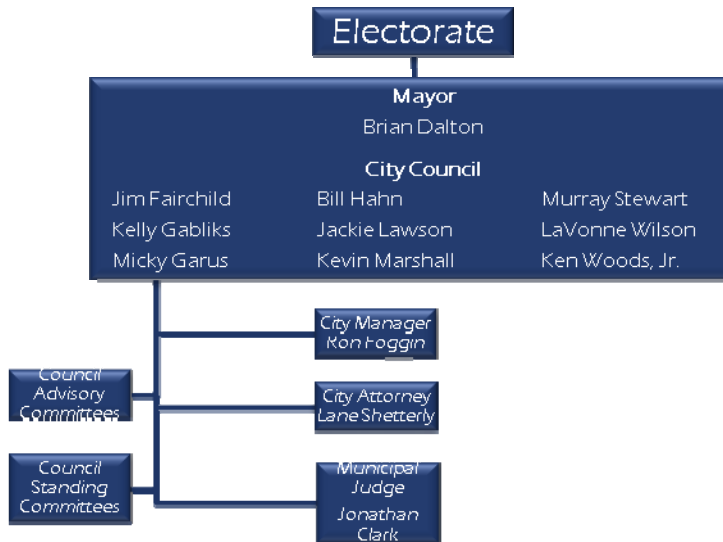 Electorate
Mayor
Brian Dalton
City Council
Jim Fairchild Bill Hahn Murray Stewart
Kelly Gabliks Jackie Lawson LaVonne Wilson
Micky Garus Kevin Marshall Ken Woods, Jr.
City Manager
Ron Foggin
Council
Advisory
Committees
City Attorney
Lane Shetterly
Council
Standing
Committees
Municipal
Judge
Jonathan
Clark